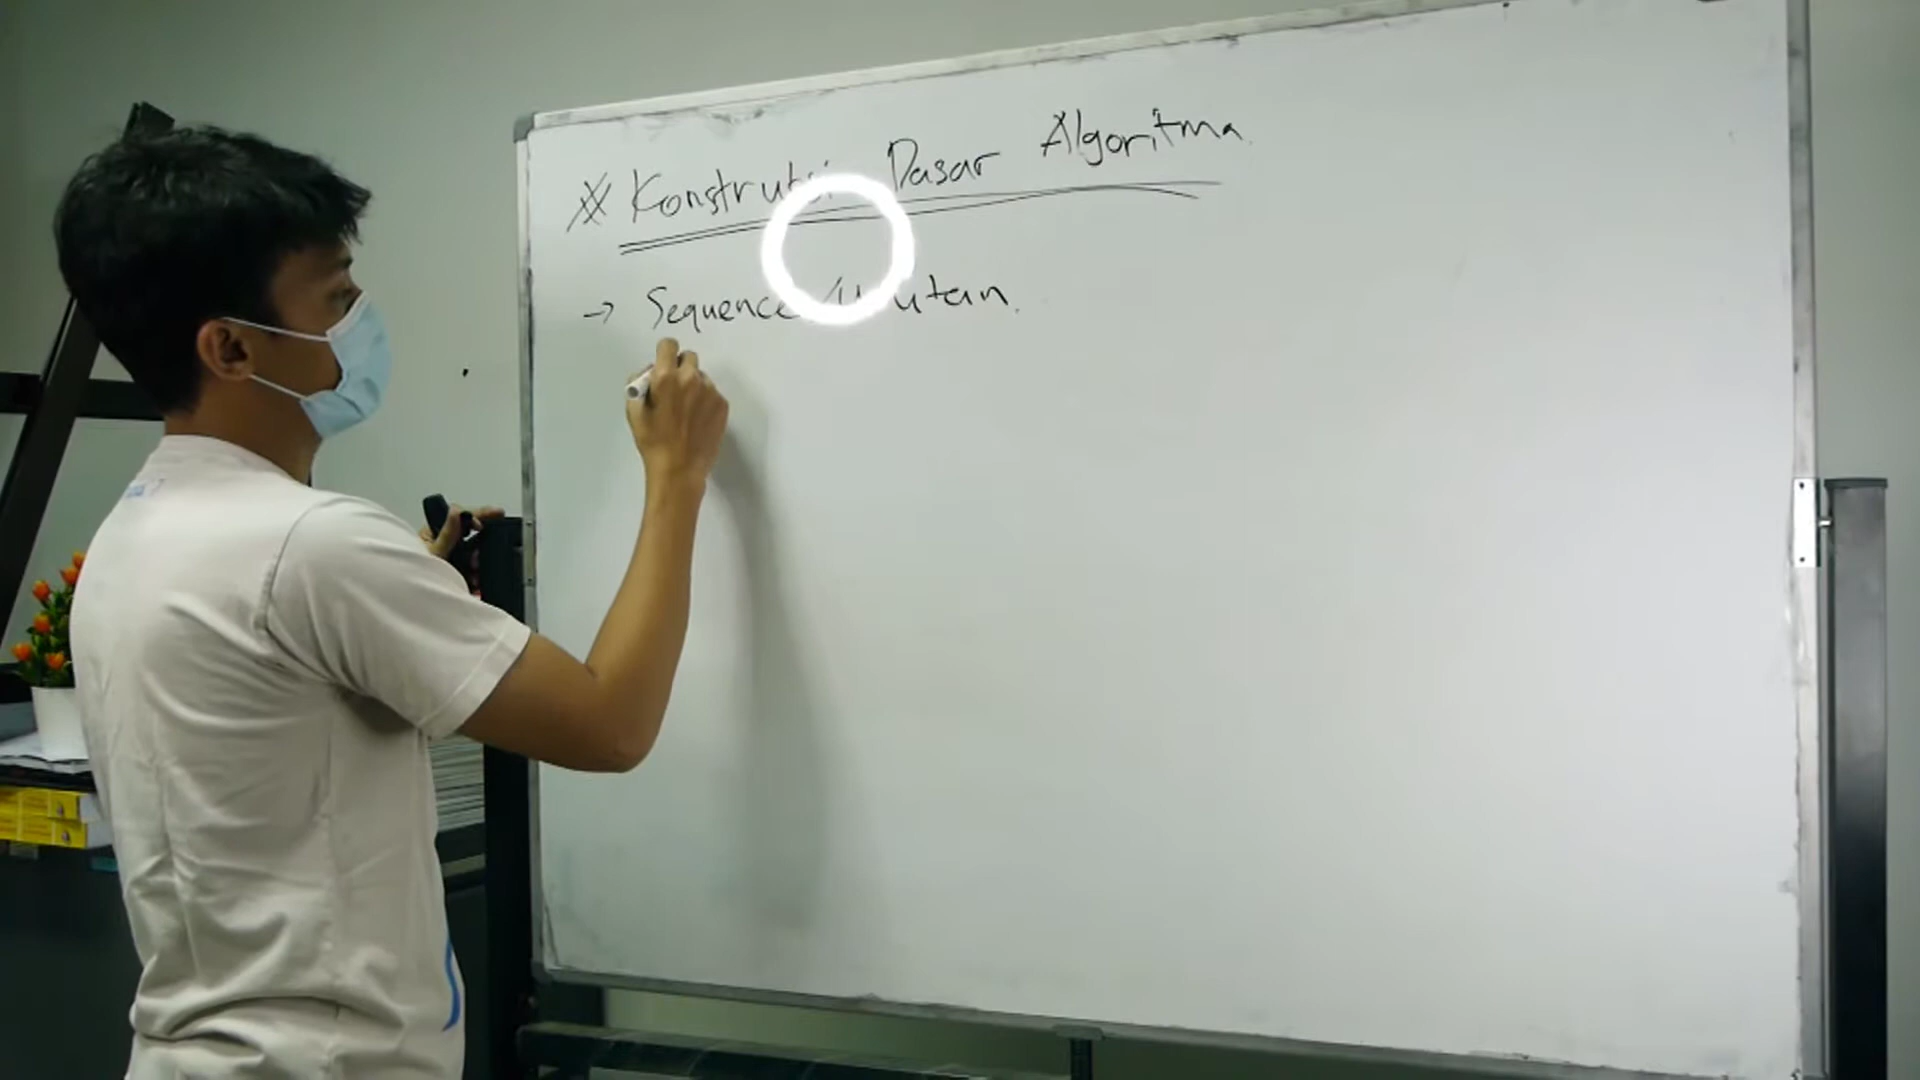 # Konstruksi Dasar Algoritma
→ Sequence / Urutan.